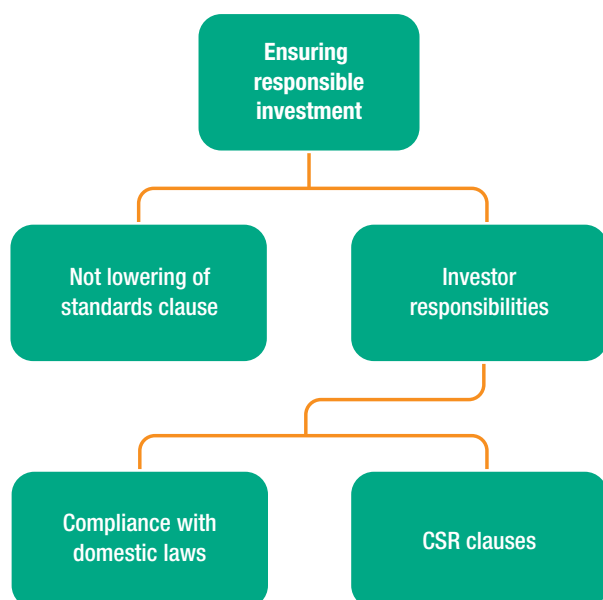 Ensuring
responsible
investment
Not lowering of
standards clause
Investor
responsibilities
Compliance with
domestic laws
CSR clauses